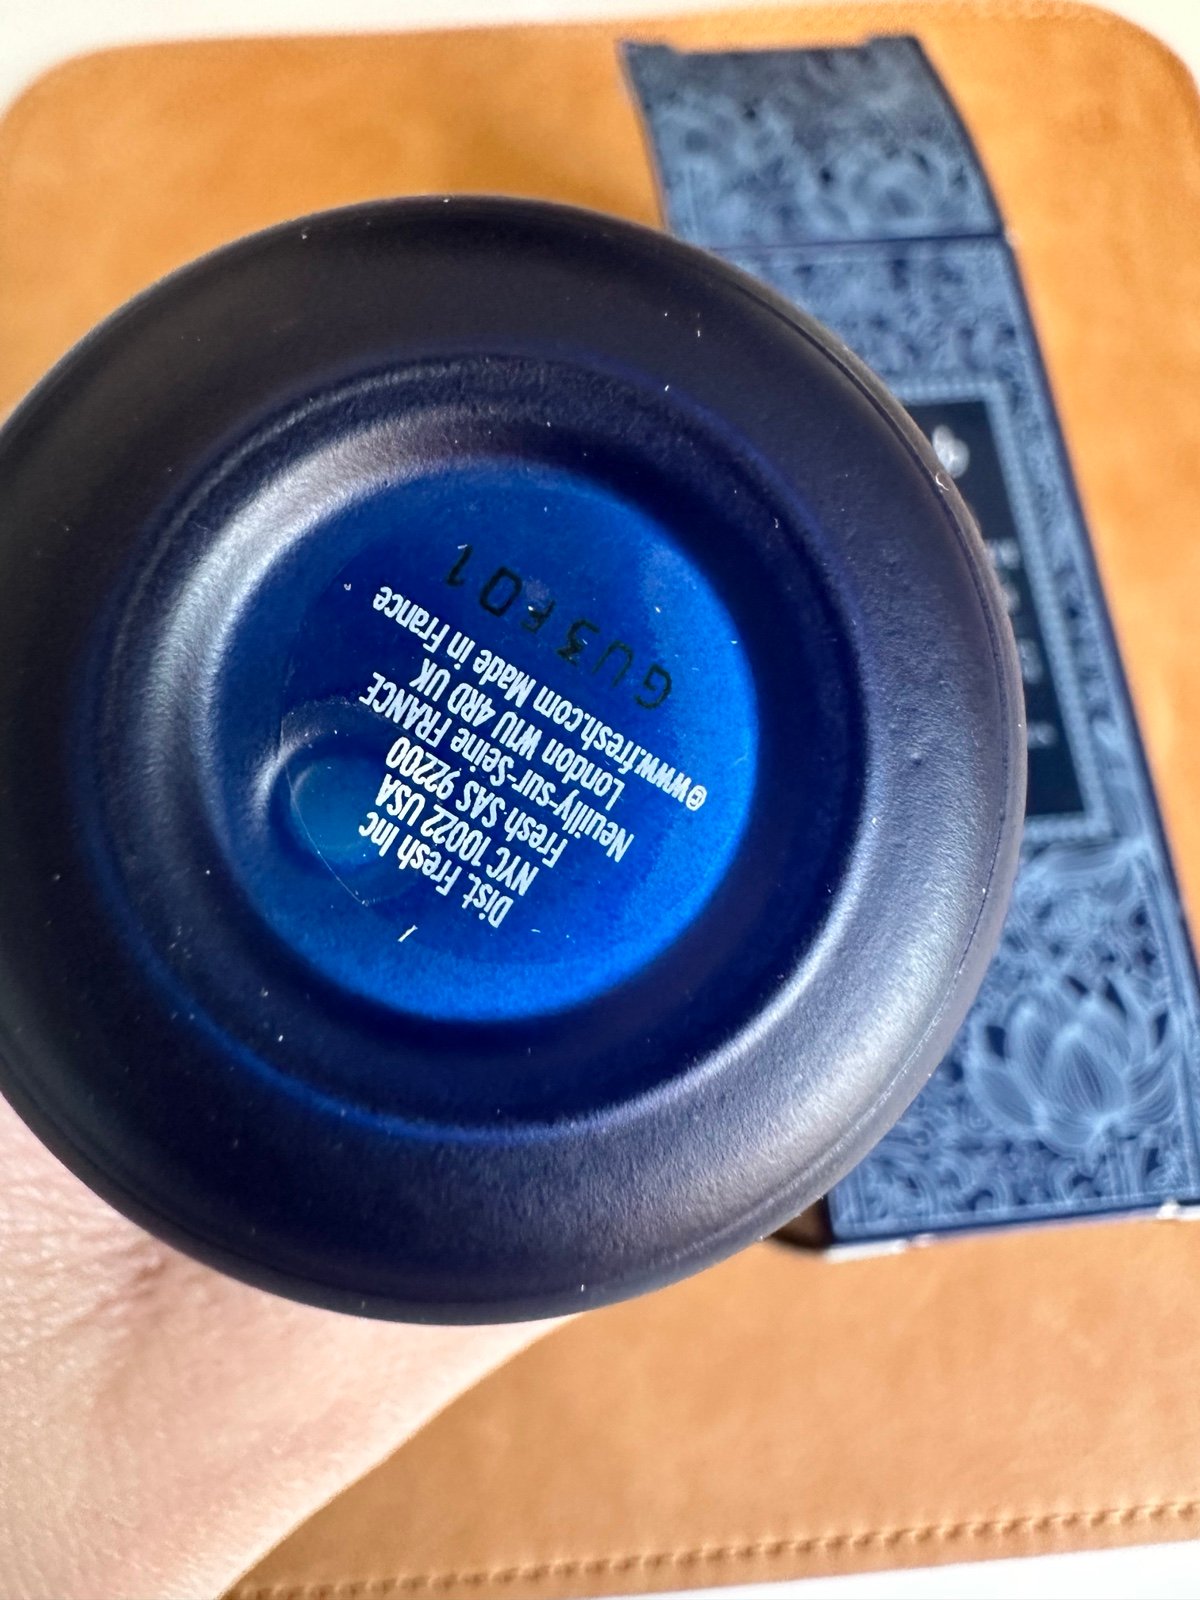 Dist. Fresh Inc
NYC 10022 USA
Fresh SAS 92200
Neuilly-sur-Seine FRANCE
London W1U 4RD UK
©www.fresh.com Made in France
GU3F01